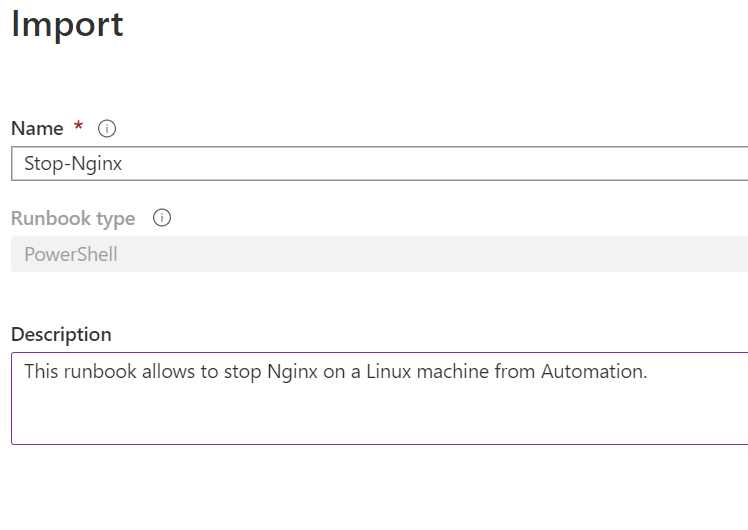 Import
Name *
Stop-Nginx
Runbook type
PowerShell
Description
This runbook allows to stop Nginx on a Linux machine from Automation.